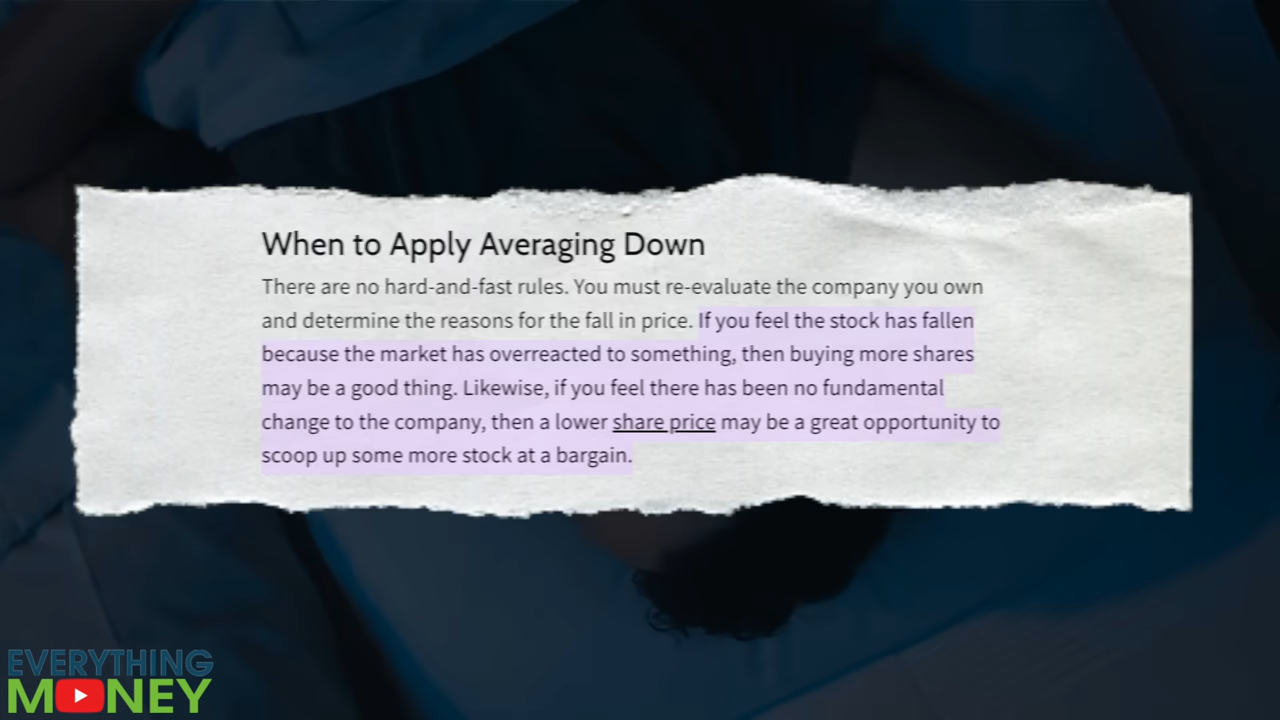 When to Apply Averaging Down
There are no hard-and-fast rules. You must re-evaluate the company you own
and determine the reasons for the fall in price. If you feel the stock has fallen
because the market has overreacted to something, then buying more shares
may be a good thing. Likewise, if you feel there has been no fundamental
change to the company, then a lower share price may be a great opportunity to
scoop up some more stock at a bargain.
EVERYTHING
MONEY